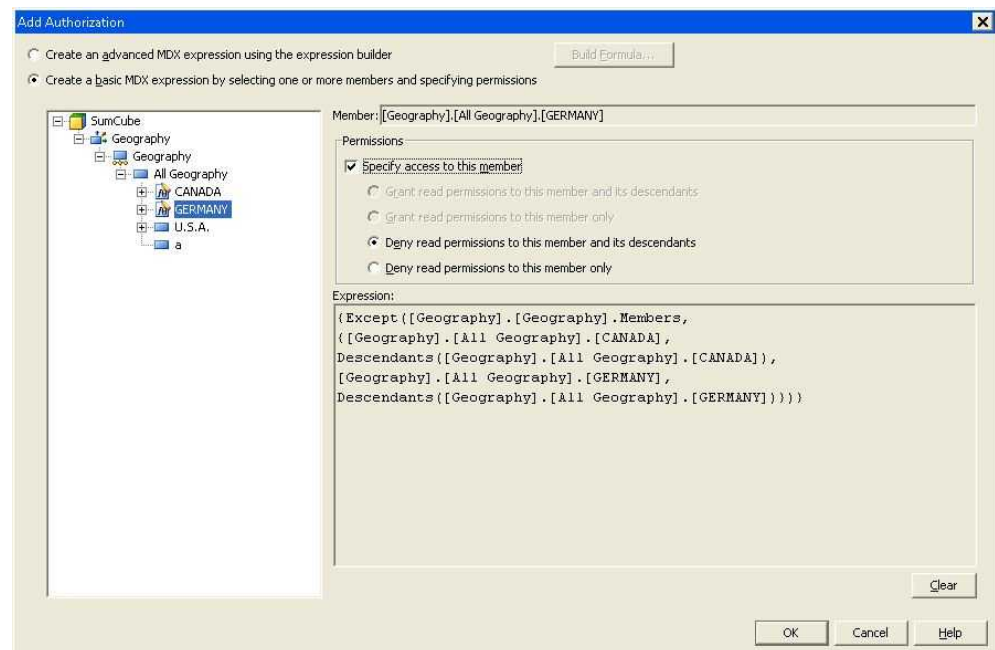 Add Authorization
Create an advanced MDX expression using the expression builder
Build Formula...
Create a basic MDX expression by selecting one or more members and specifying permissions
SumCube
Geography
Geography
All Geography
CANADA
GERMANY
U.S.A.
a
Member: [Geography].[All Geography].[GERMANY]
Permissions
Specify access to this member
Grant read permissions to this member and its descendants
Grant read permissions to this member only
Deny read permissions to this member and its descendants
Deny read permissions to this member only
Expression:
{Except([Geography].[Geography].Members,
{[Geography].[All Geography].[CANADA],
Descendants([Geography].[All Geography].[CANADA]),
[Geography].[All Geography].[GERMANY],
Descendants([Geography].[All Geography].[GERMANY])})}
Clear
OK
Cancel
Help